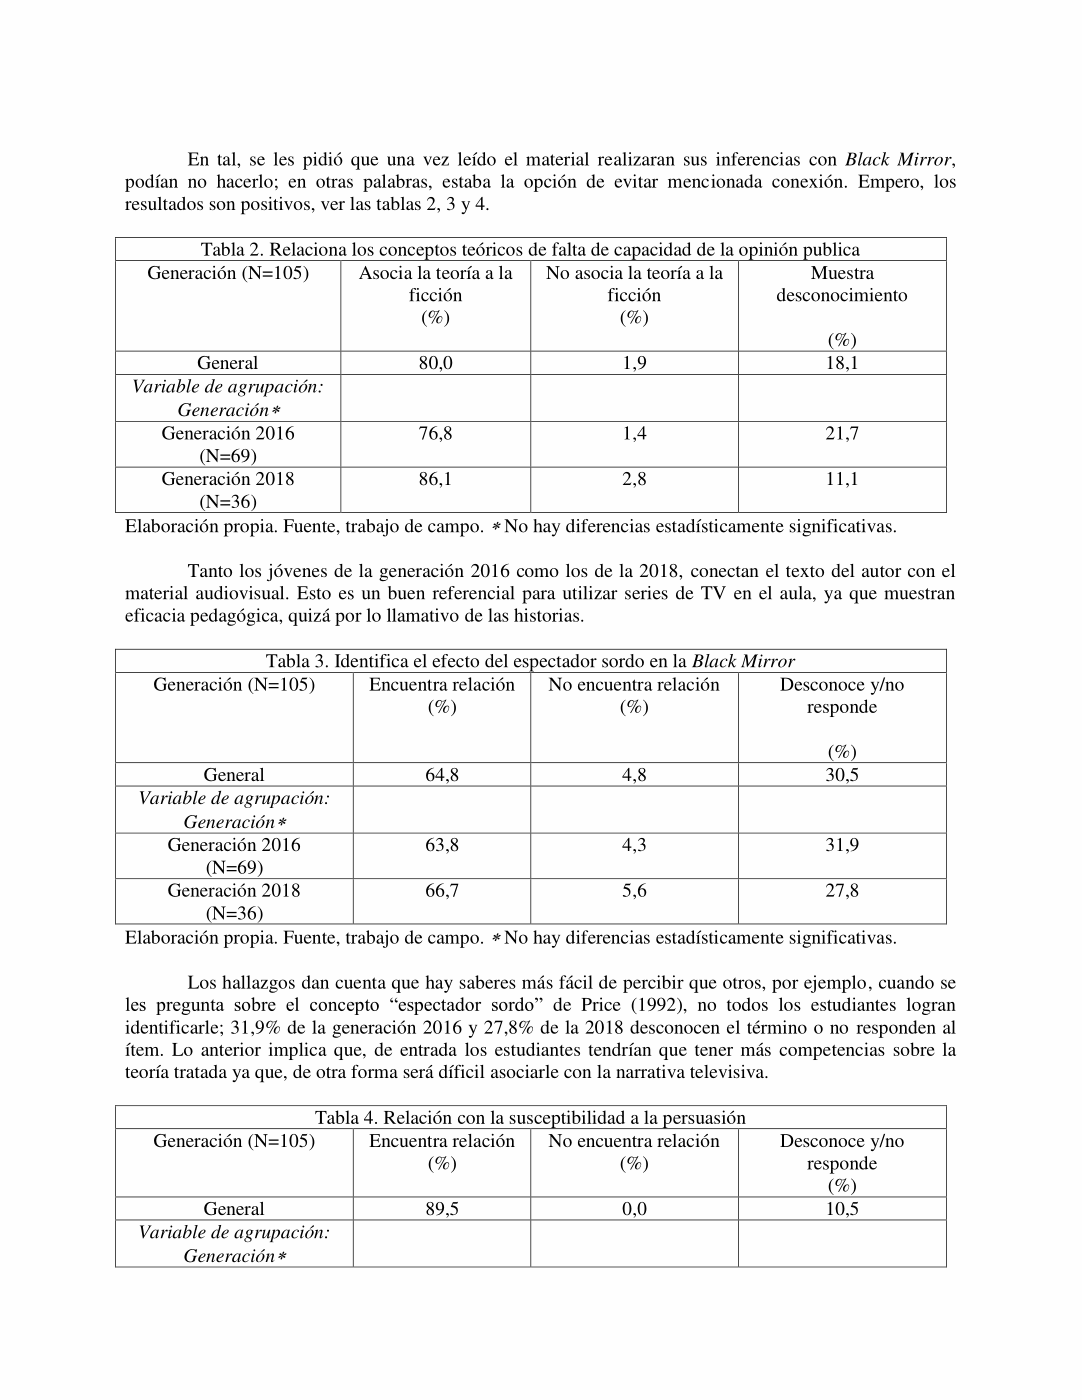 En tal, se les pidió que una vez leído el material realizaran sus inferencias con Black Mirror,
podían no hacerlo; en otras palabras, estaba la opción de evitar mencionada conexión. Empero, los
resultados son positivos, ver las tablas 2, 3 y 4.
Tabla 2. Relaciona los conceptos teóricos de falta de capacidad de la opinión publica
Generación (N=105) Asocia la teoría a la No asocia la teoría a la Muestra
ficción ficción desconocimiento
(%) (%)
(%)
General 80,0 1,9 18,1
Variable de agrupación:
Generación*
Generación 2016 76,8 1,4 21,7
(N=69)
Generación 2018 86,1 2,8 11,1
(N=36)
Elaboración propia. Fuente, trabajo de campo. * No hay diferencias estadísticamente significativas.
Tanto los jóvenes de la generación 2016 como los de la 2018, conectan el texto del autor con el
material audiovisual. Esto es un buen referencial para utilizar series de TV en el aula, ya que muestran
eficacia pedagógica, quizá por lo llamativo de las historias.
Tabla 3. Identifica el efecto del espectador sordo en la Black Mirror
Generación (N=105) Encuentra relación No encuentra relación Desconoce y/no
(%) (%) responde
(%)
General 64,8 4,8 30,5
Variable de agrupación:
Generación*
Generación 2016 63,8 4,3 31,9
(N=69)
Generación 2018 66,7 5,6 27,8
(N=36)
Elaboración propia. Fuente, trabajo de campo. * No hay diferencias estadísticamente significativas.
Los hallazgos dan cuenta que hay saberes más fácil de percibir que otros, por ejemplo, cuando se
les pregunta sobre el concepto “espectador sordo” de Price (1992), no todos los estudiantes logran
identificarle; 31,9% de la generación 2016 y 27,8% de la 2018 desconocen el término o no responden al
ítem. Lo anterior implica que, de entrada los estudiantes tendrían que tener más competencias sobre la
teoría tratada ya que, de otra forma será díficil asociarle con la narrativa televisiva.
Tabla 4. Relación con la susceptibilidad a la persuasión
Generación (N=105) Encuentra relación No encuentra relación Desconoce y/no
(%) (%) responde
(%)
General 89,5 0,0 10,5
Variable de agrupación:
Generación*